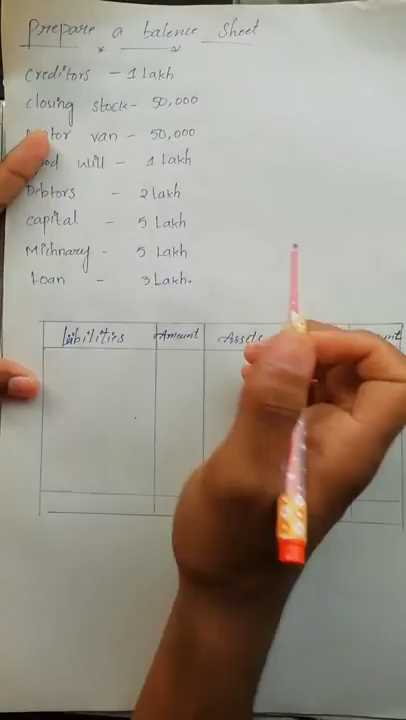 Prepare a balence Sheet
Creditors - 1 lakh
closing stock - 50,000
van - 50,000
will - 1 lakh
Debtors - 2 lakh
capital - 5 lakh
Michnary - 5 lakh
Loan - 3 Lakh.
Liabilities Amount Assets